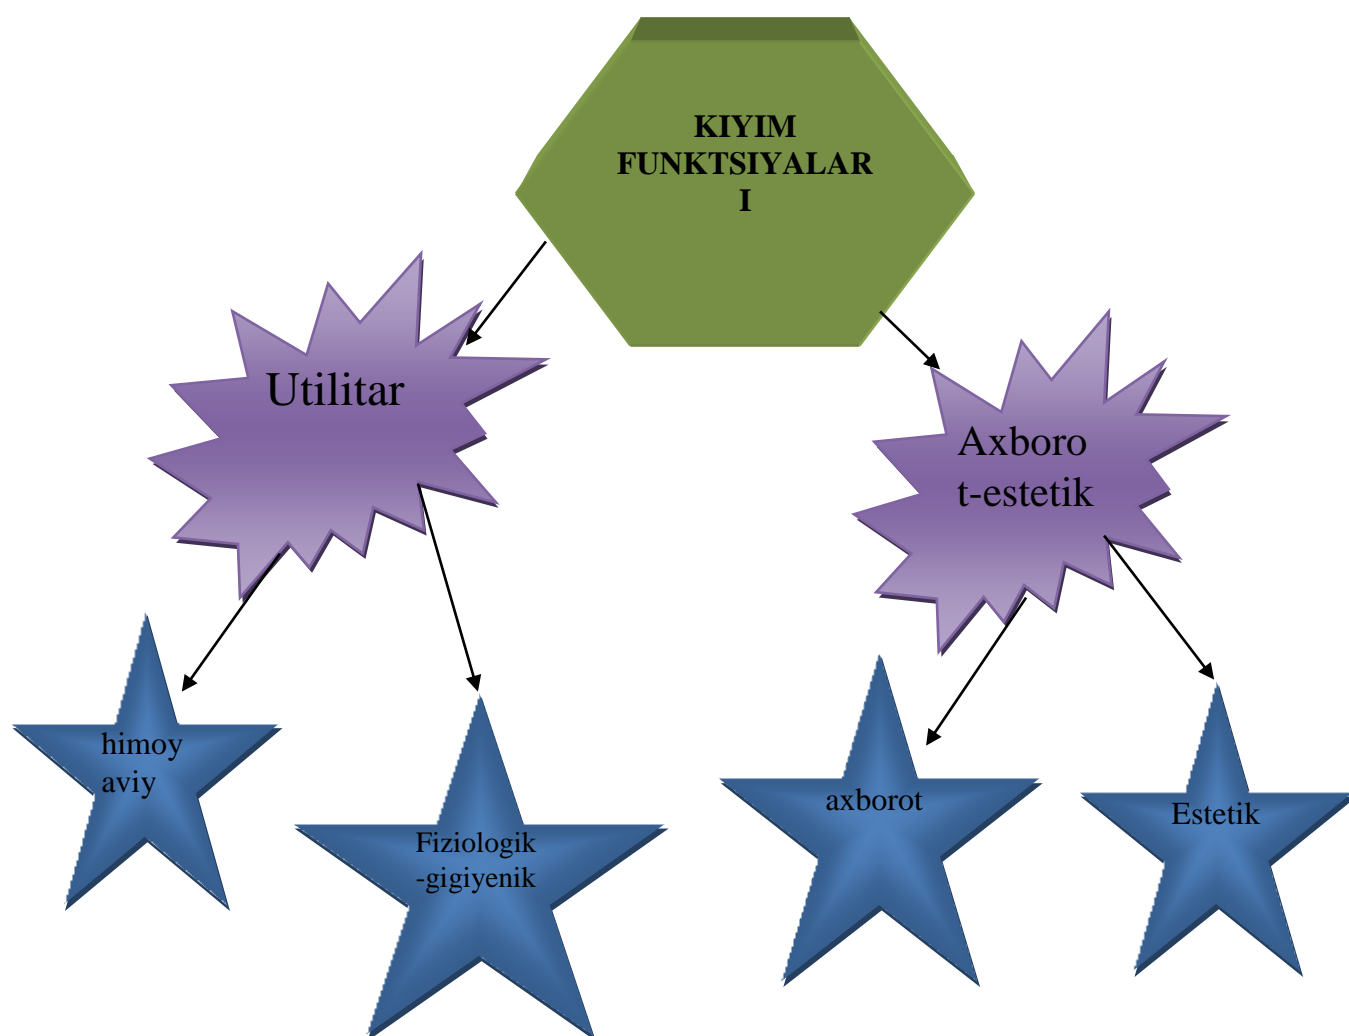 KIYIM
FUNKTSIYALAR
I
Utilitar
Axboro
t-estetik
himoy
aviy
Fiziologik
-gigiyenik
axborot
Estetik